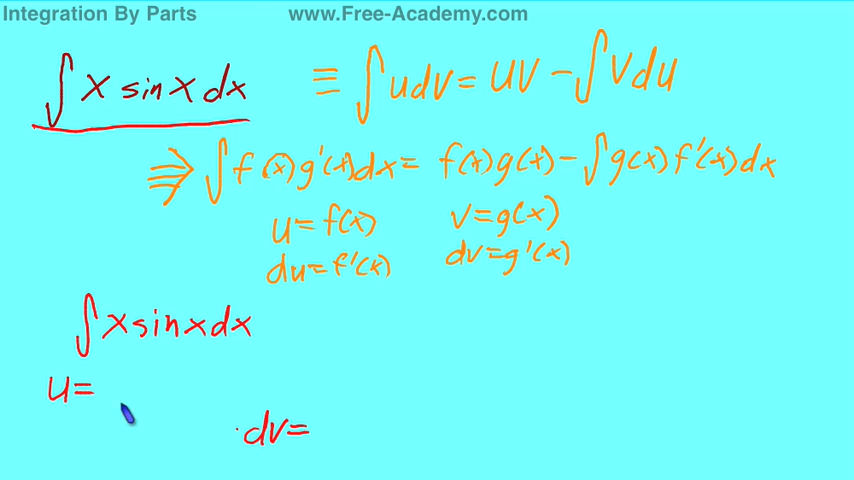 Integration By Parts www.Free-Academy.com
∫ x sin x dx ≡ ∫ u dv = uv - ∫ v du
⇛ ∫ f(x) g'(x) dx = f(x) g(x) - ∫ g(x) f'(x) dx
u = f(x) v = g(x)
du = f'(x) dv = g'(x)
∫ x sin x dx
u =
dv =